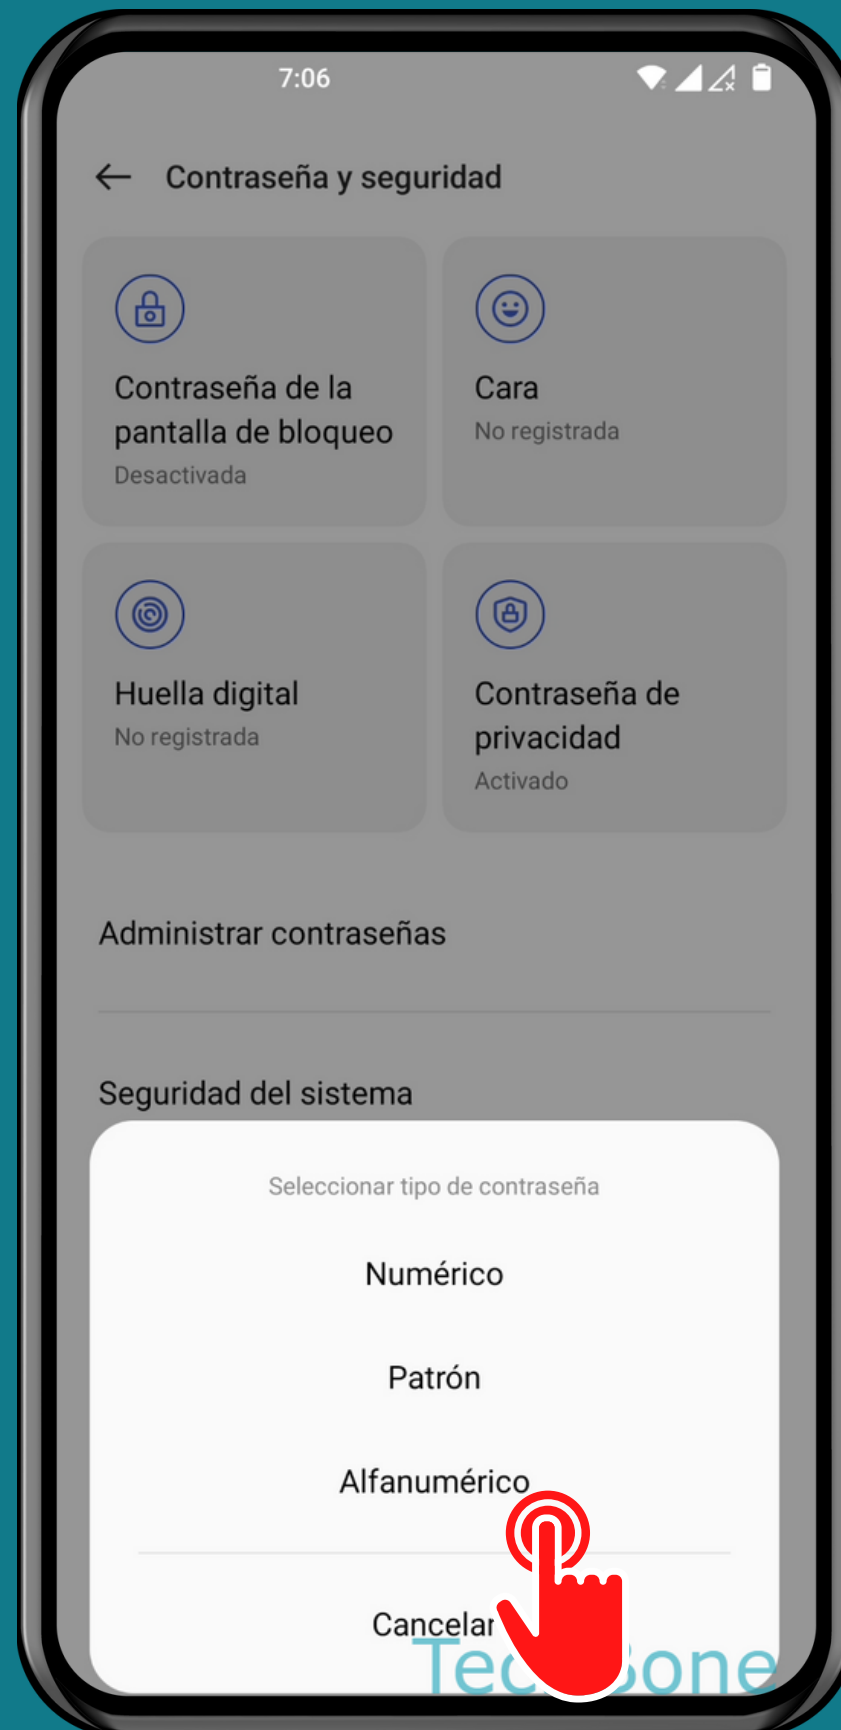 7:06
Contraseña y seguridad
Contraseña de la
pantalla de bloqueo
Desactivada
Cara
No registrada
Huella digital
No registrada
Contraseña de
privacidad
Activado
Administrar contraseñas
Seguridad del sistema
Seleccionar tipo de contraseña
Numérico
Patrón
Alfanumérico
Cancelar